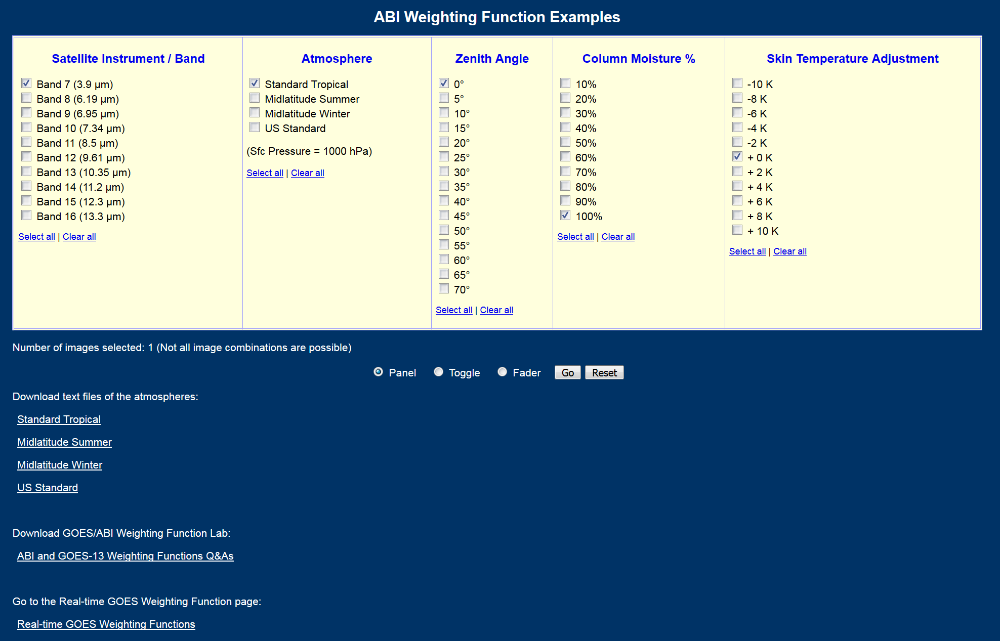 ABI Weighting Function Examples
Satellite Instrument / Band
Band 7 (3.9 µm)
Band 8 (6.19 µm)
Band 9 (6.95 µm)
Band 10 (7.34 µm)
Band 11 (8.5 µm)
Band 12 (9.61 µm)
Band 13 (10.35 µm)
Band 14 (11.2 µm)
Band 15 (12.3 µm)
Band 16 (13.3 µm)
Select all | Clear all
Atmosphere
Standard Tropical
Midlatitude Summer
Midlatitude Winter
US Standard
(Sfc Pressure = 1000 hPa)
Select all | Clear all
Zenith Angle
0°
5°
10°
15°
20°
25°
30°
35°
40°
45°
50°
55°
60°
65°
70°
Select all | Clear all
Column Moisture %
10%
20%
30%
40%
50%
60%
70%
80%
90%
100%
Select all | Clear all
Skin Temperature Adjustment
-10 K
-8 K
-6 K
-4 K
-2 K
+ 0 K
+ 2 K
+ 4 K
+ 6 K
+ 8 K
+ 10 K
Select all | Clear all
Number of images selected: 1 (Not all image combinations are possible)
Panel Toggle Fader Go Reset
Download text files of the atmospheres:
Standard Tropical
Midlatitude Summer
Midlatitude Winter
US Standard
Download GOES/ABI Weighting Function Lab:
ABI and GOES-13 Weighting Functions Q&As
Go to the Real-time GOES Weighting Function page:
Real-time GOES Weighting Functions